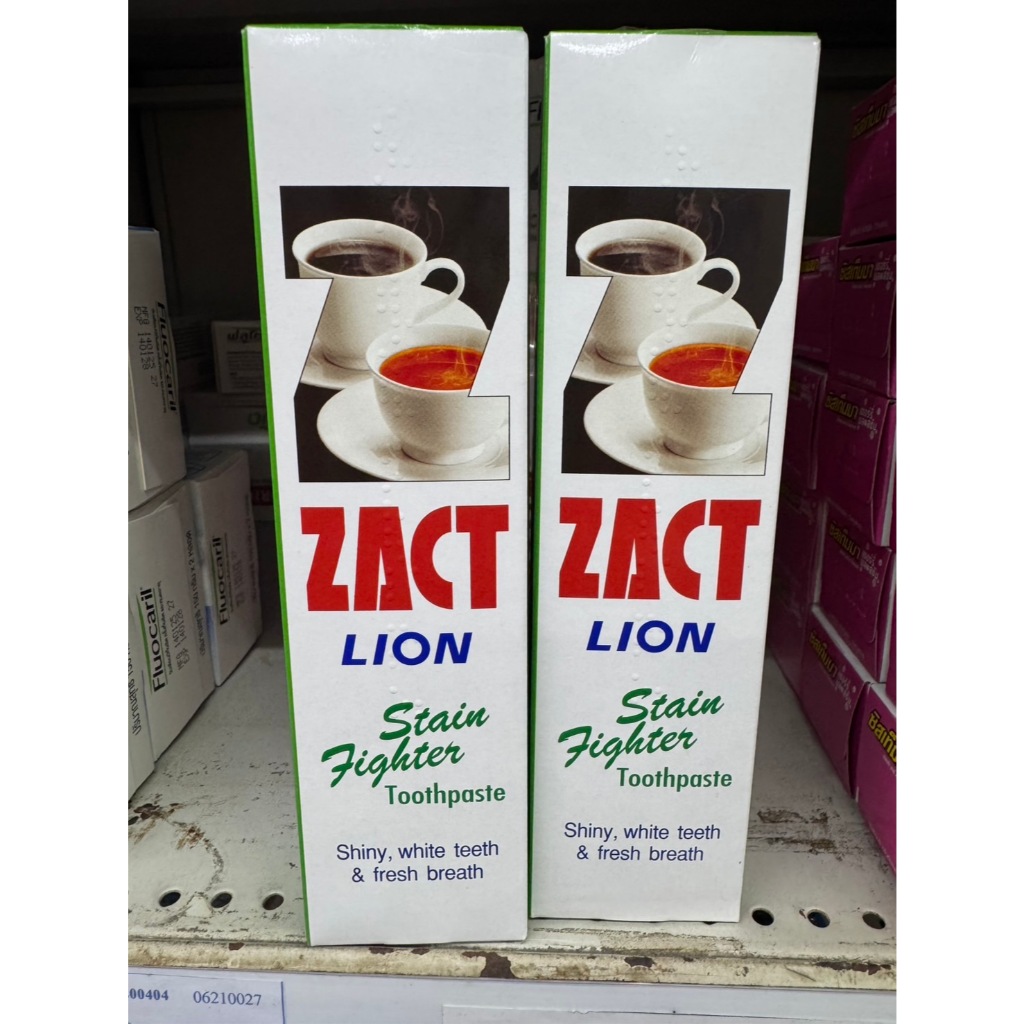 ZACT
LION
Stain
Fighter
Toothpaste
Shiny, white teeth
& fresh breath
ZACT
LION
Stain
Fighter
Toothpaste
Shiny, white teeth
& fresh breath
Fluocaril
Fluocaril
Fluocaril
00404 06210027